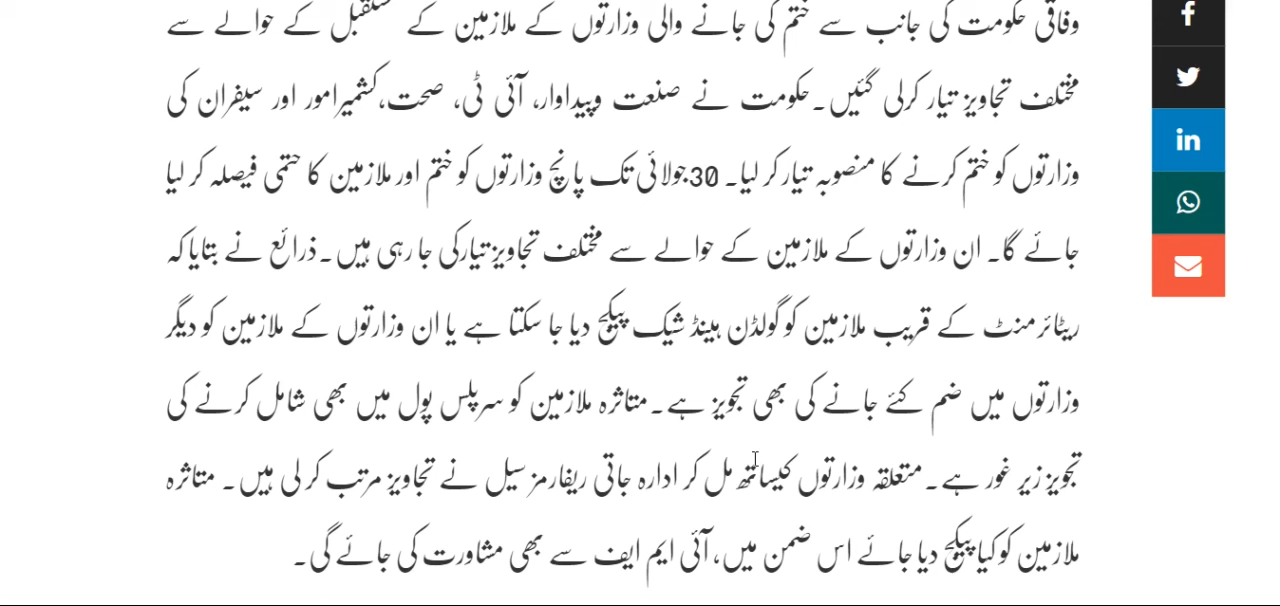 وفاقی حکومت کی جانب سے ختم کی جانے والی وزارتوں کے ملازمین کے مستقبل کے حوالے سے
مختلف تجاویز تیار کرلی گئیں۔حکومت نے صنعت وپیداوار، آئی ٹی، صحت،کشمیرامور اور سیفران کی
وزارتوں کو ختم کرنے کا منصوبہ تیار کر لیا۔ 30جولائی تک پانچ وزارتوں کو ختم اور ملازمین کا حتمی فیصلہ کر لیا
جائے گا۔ ان وزارتوں کے ملازمین کے حوالے سے مختلف تجاویز تیارکی جا رہی ہیں۔ذرائع نے بتایا کہ
ریٹائرمنٹ کے قریب ملازمین کو گولڈن ہینڈ شیک پیکج دیا جا سکتا ہے یا ان وزارتوں کے ملازمین کو دیگر
وزارتوں میں ضم کئے جانے کی بھی تجویز ہے۔متاثرہ ملازمین کو سرپلس پول میں بھی شامل کرنے کی
تجویز زیر غور ہے۔متعلقہ وزارتوں کیساتھ مل کر ادارہ جاتی ریفارمز سیل نے تجاویز مرتب کر لی ہیں۔ متاثرہ
ملازمین کو کیا پیکج دیا جائے اس ضمن میں، آئی ایم ایف سے بھی مشاورت کی جائے گی۔